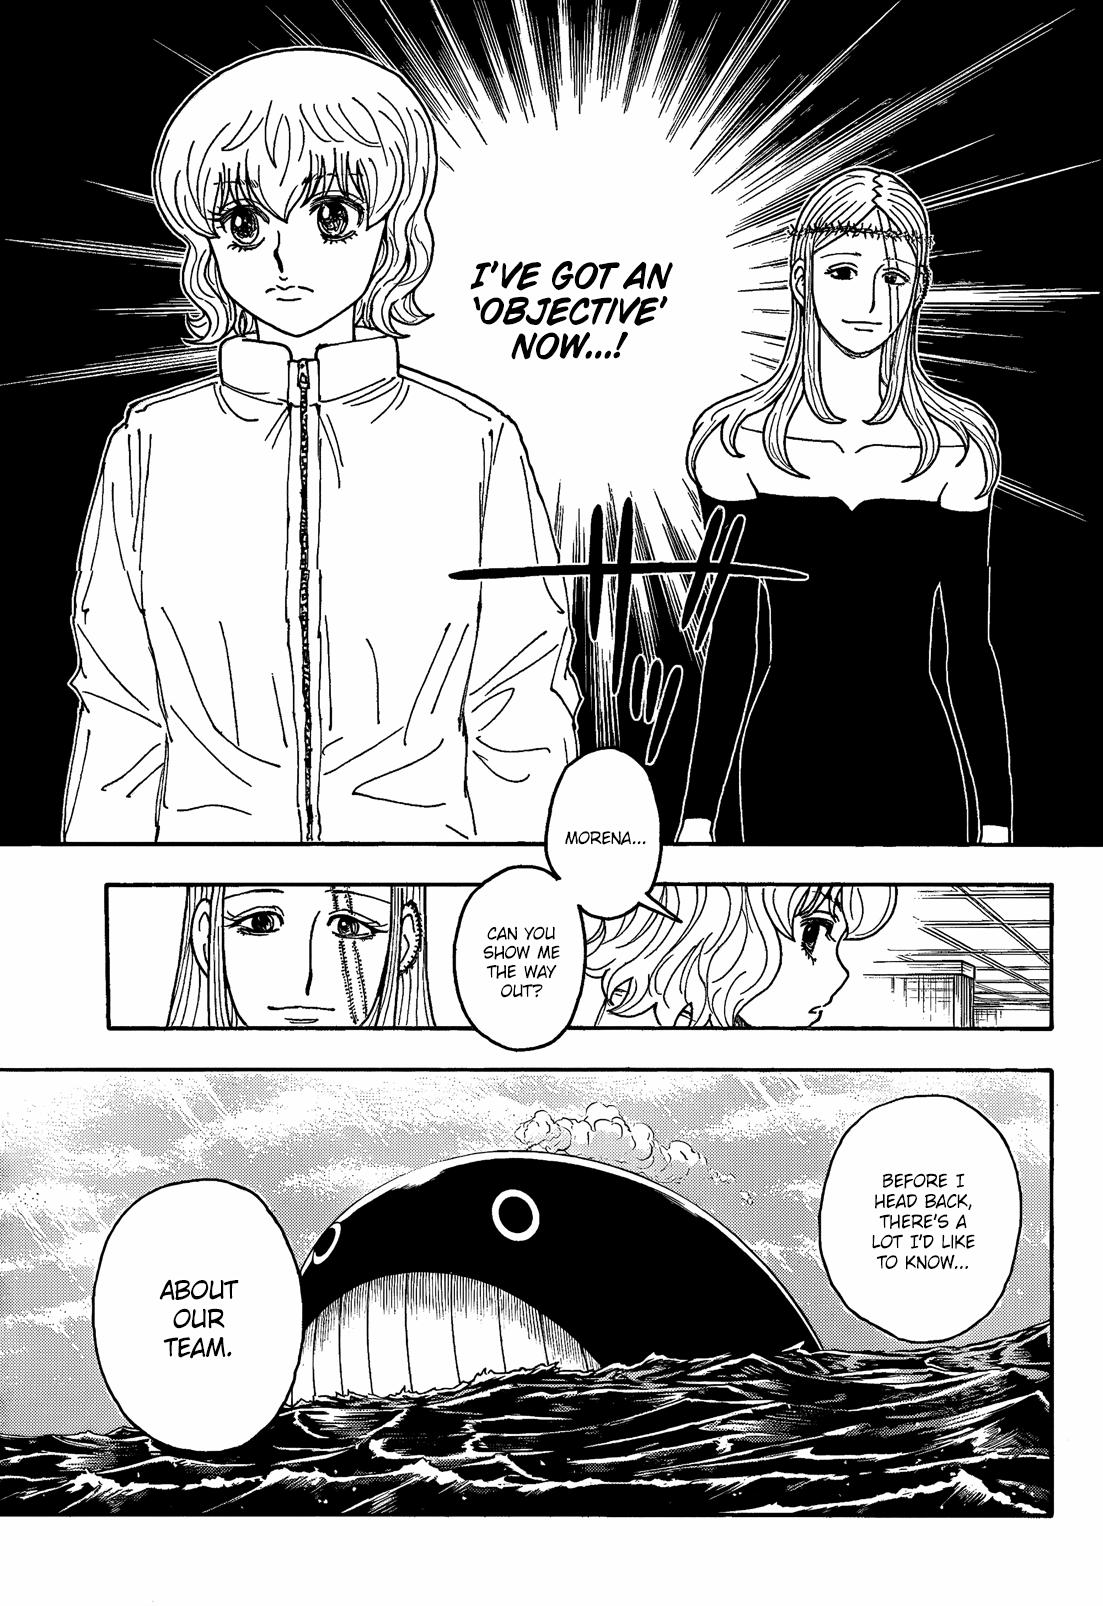 I'VE GOT AN
'OBJECTIVE'
NOW...!
MORENA...
CAN YOU
SHOW ME
THE WAY
OUT?
BEFORE I
HEAD BACK,
THERE'S A
LOT I'D LIKE
TO KNOW...
ABOUT
OUR
TEAM.